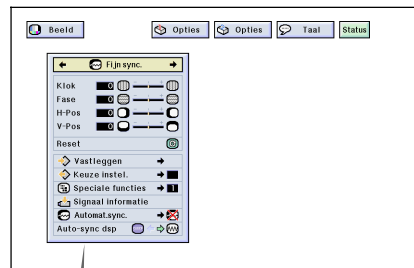 Beeld Opties Opties Taal Status
Fijn sync.
Klok 0
Fase 0
H-Pos 0
V-Pos 0
Reset
Vastleggen
Keuze instel.
Speciale functies 1
Signaal informatie
Automat.sync.
Auto-sync dsp